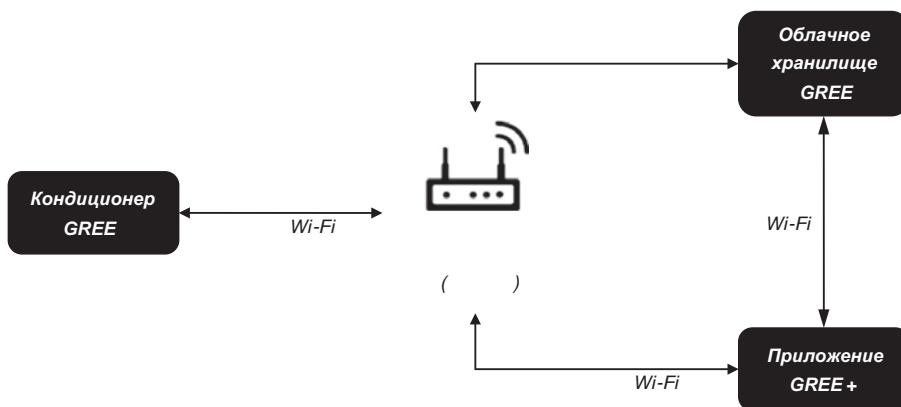 Облачное
хранилище
GREE
Кондиционер
GREE
Wi-Fi
Wi-Fi
( )
Wi-Fi
Приложение
GREE +